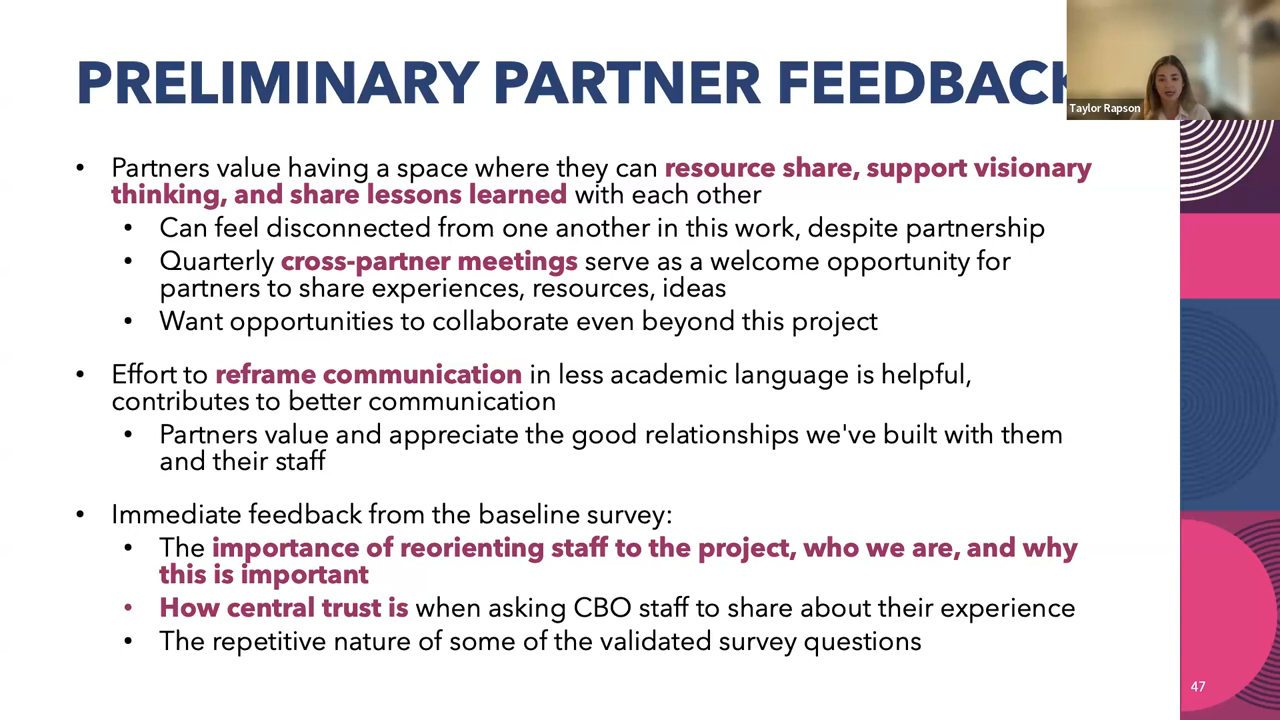 PRELIMINARY PARTNER FEEDBACK
Taylor Rapson
• Partners value having a space where they can resource share, support visionary
thinking, and share lessons learned with each other
• Can feel disconnected from one another in this work, despite partnership
• Quarterly cross-partner meetings serve as a welcome opportunity for
partners to share experiences, resources, ideas
• Want opportunities to collaborate even beyond this project
• Effort to reframe communication in less academic language is helpful,
contributes to better communication
• Partners value and appreciate the good relationships we've built with them
and their staff
• Immediate feedback from the baseline survey:
• The importance of reorienting staff to the project, who we are, and why
this is important
• How central trust is when asking CBO staff to share about their experience
• The repetitive nature of some of the validated survey questions
47